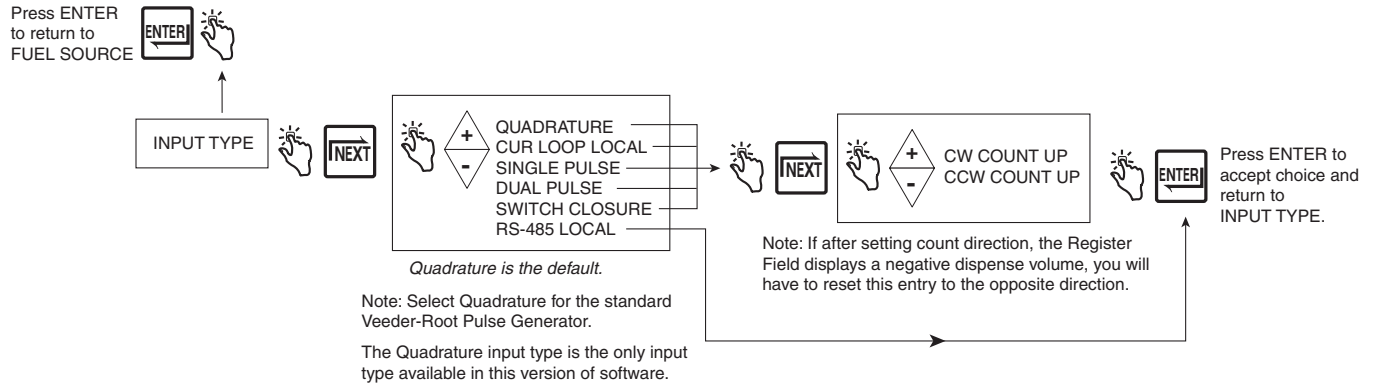 Press ENTER
to return to
FUEL SOURCE
ENTER
INPUT TYPE
NEXT
+
-
QUADRATURE
CUR LOOP LOCAL
SINGLE PULSE
DUAL PULSE
SWITCH CLOSURE
RS-485 LOCAL
Quadrature is the default.
Note: Select Quadrature for the standard
Veeder-Root Pulse Generator.
The Quadrature input type is the only input
type available in this version of software.
NEXT
+
-
CW COUNT UP
CCW COUNT UP
Note: If after setting count direction, the Register
Field displays a negative dispense volume, you will
have to reset this entry to the opposite direction.
ENTER
Press ENTER to
accept choice and
return to
INPUT TYPE.